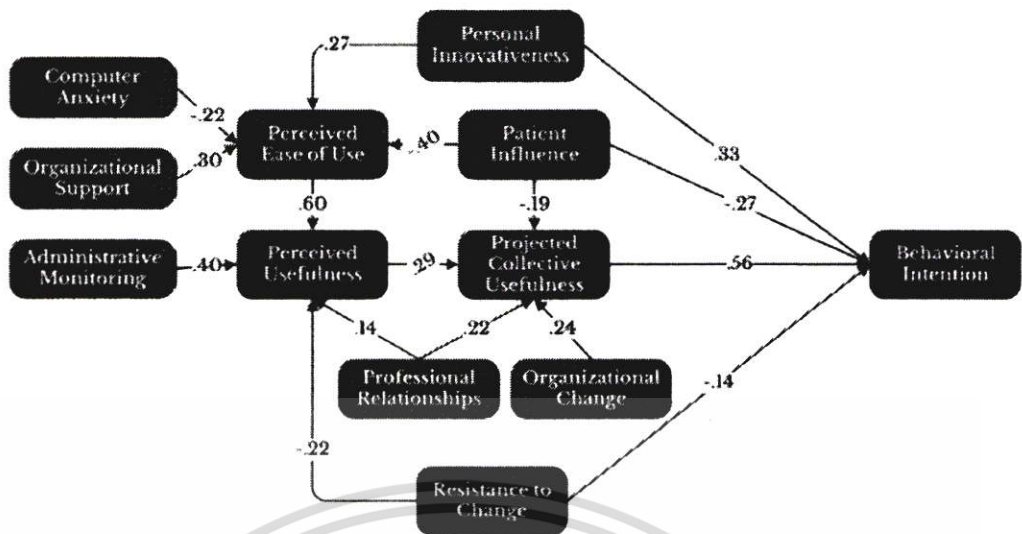 Personal
Innovativeness
.27
Computer
Anxiety
-.22
Perceived
Ease of Use
-.40
Patient
Influence
.33
Organizational
Support
.30
-.27
.60
-.19
Administrative
Monitoring
.40
Perceived
Usefulness
.29
Projected
Collective
Usefulness
.56
Behavioral
Intention
.14
.22
.24
Professional
Relationships
Organizational
Change
-.14
-.22
Resistance to
Change